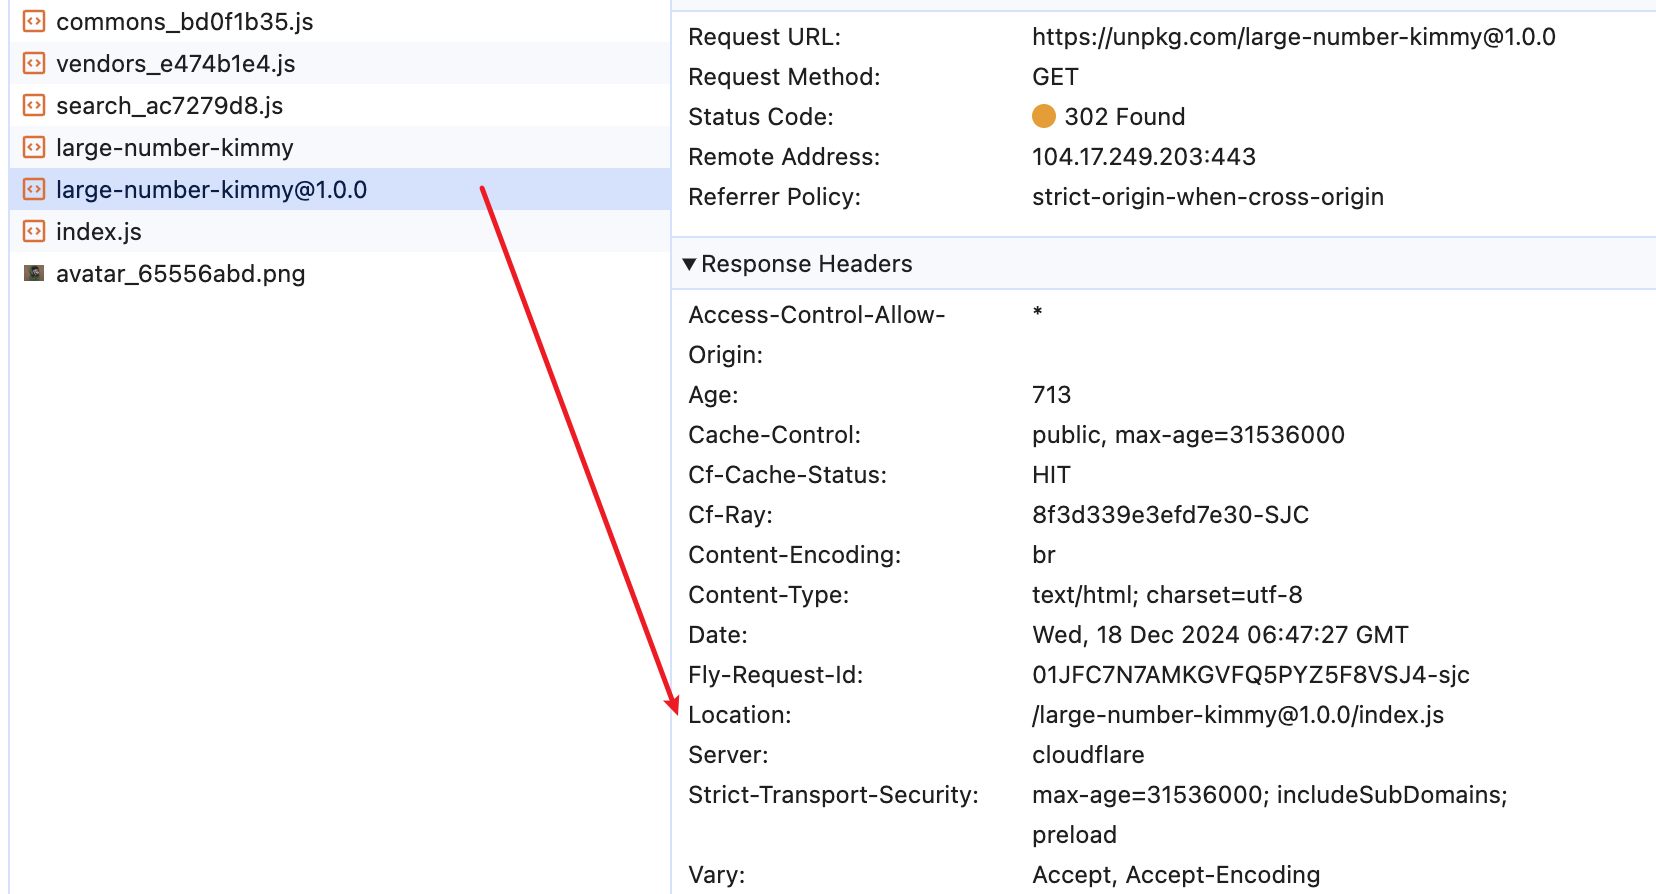 commons_bd0f1b35.js
vendors_e474b1e4.js
search_ac7279d8.js
large-number-kimmy
large-number-kimmy@1.0.0
index.js
avatar_65556abd.png
Request URL: https://unpkg.com/large-number-kimmy@1.0.0
Request Method: GET
Status Code: 302 Found
Remote Address: 104.17.249.203:443
Referrer Policy: strict-origin-when-cross-origin
Response Headers
Access-Control-Allow- *
Origin:
Age: 713
Cache-Control: public, max-age=31536000
Cf-Cache-Status: HIT
Cf-Ray: 8f3d339e3efd7e30-SJC
Content-Encoding: br
Content-Type: text/html; charset=utf-8
Date: Wed, 18 Dec 2024 06:47:27 GMT
Fly-Request-Id: 01JFC7N7AMKGVFQ5PYZ5F8VSJ4-sjc
Location: /large-number-kimmy@1.0.0/index.js
Server: cloudflare
Strict-Transport-Security: max-age=31536000; includeSubDomains;
preload
Vary: Accept, Accept-Encoding